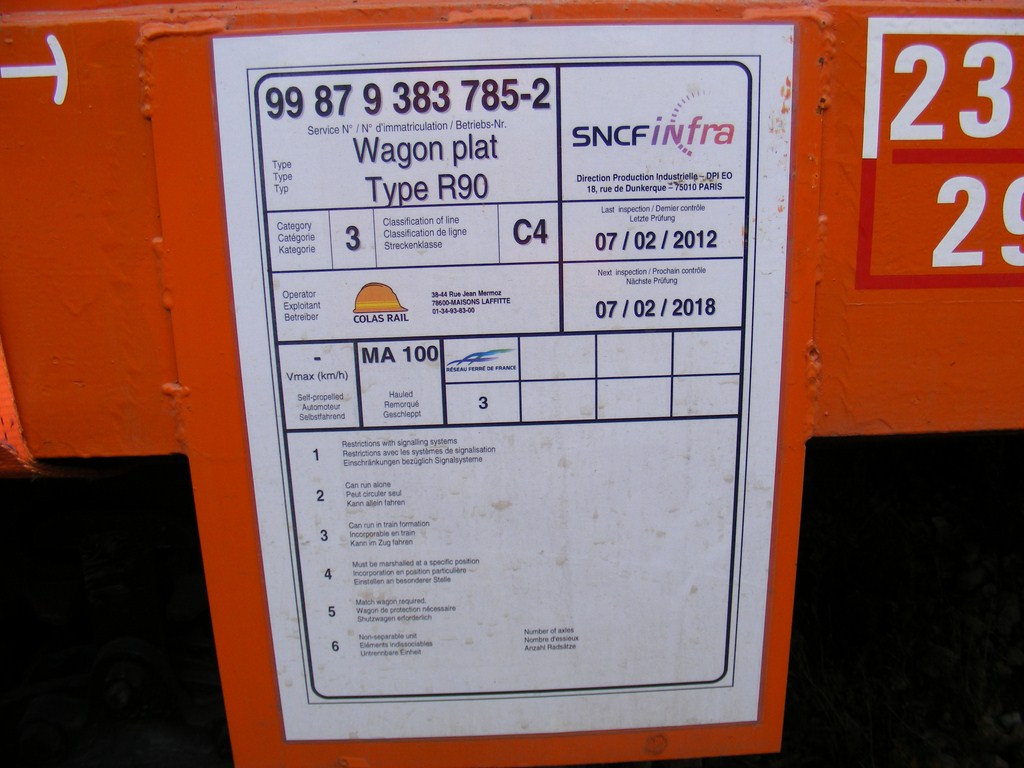 99 87 9 383 785-2
Service N° / N° d'immatriculation / Betriebs-Nr.
Type
Type
Typ
Wagon plat
Type R90
SNCF infra
Direction Production Industrielle - DPI EO
18, rue de Dunkerque - 75010 PARIS
Category
Catégorie
Kategorie
3
Classification of line
Classification de ligne
Streckenklasse
C4
Last inspection / Dernier contrôle
Letzte Prüfung
07 / 02 / 2012
Next inspection / Prochain contrôle
Nächste Prüfung
07 / 02 / 2018
Operator
Exploitant
Betreiber
COLAS RAIL
38-44 Rue Jean Mermoz
78600-MAISONS LAFFITTE
01-34-93-83-00
-
Vmax (km/h)
Self-propelled
Automoteur
Selbstfahrend
MA 100
Hauled
Remorqué
Geschleppt
RÉSEAU FERRÉ DE FRANCE
3
1
Restrictions with signalling systems
Restrictions avec les systèmes de signalisation
Einschränkungen bezüglich Signalsysteme
2
Can run alone
Peut circuler seul
Kann allein fahren
3
Can run in train formation
Incorporable en train
Kann im Zug fahren
4
Must be marshalled at a specific position
Incorporation en position particulière
Einstellen an besonderer Stelle
5
Match wagon required
Wagon de protection nécessaire
Shutzwagen erforderlich
6
Non-separable unit
Eléments indissociables
Untrennbare Einheit
Number of axles
Nombre d'essieux
Anzahl Radsätze
23
29